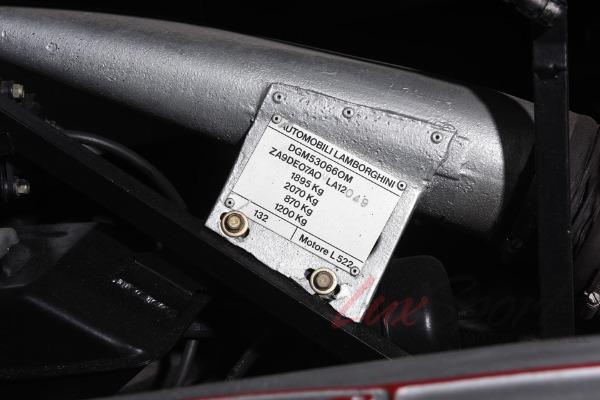 AUTOMOBILI LAMBORGHINI
DGM53066OM
ZA9DE07AO LA12049
1895 Kg
2070 Kg
870 Kg
1200 Kg
132 Motore L 522